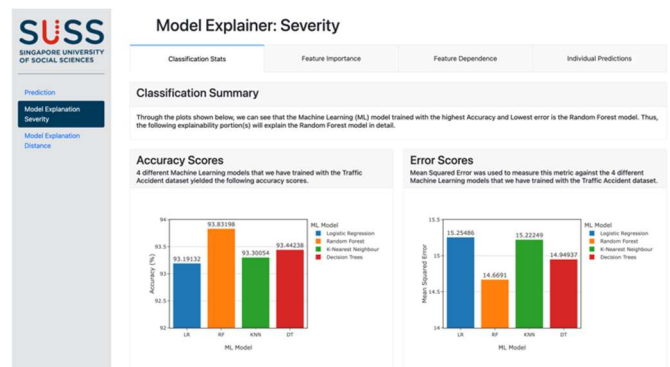 SUSS
SINGAPORE UNIVERSITY
OF SOCIAL SCIENCES
Prediction
Model Explanation
Severity
Model Explanation
Distance
Model Explainer: Severity
Classification Stats
Feature Importance
Feature Dependence
Individual Predictions
Classification Summary
Through the plots shown below, we can see that the Machine Learning (ML) model trained with the highest Accuracy and Lowest error is the Random Forest model. Thus,
the following explainability portion(s) will explain the Random Forest model in detail.
Accuracy Scores
4 different Machine Learning models that we have trained with the Traffic
Accident dataset yielded the following accuracy scores.
94
93.5
93
92.5
92
Accuracy (%)
93.19132
93.83198
93.30054
93.44238
LR
RF
KNN
DT
ML Model
ML Model
Logistic Regression
Random Forest
K-Nearest Neighbour
Decision Trees
Error Scores
Mean Squared Error was used to measure this metric against the 4 different
Machine Learning models that we have trained with the Traffic Accident dataset.
15.5
15
14.5
14
Mean Squared Error
15.25486
14.6691
15.22249
14.94937
LR
RF
KNN
DT
ML Model
ML Model
Logistic Regression
Random Forest
K-Nearest Neighbour
Decision Trees